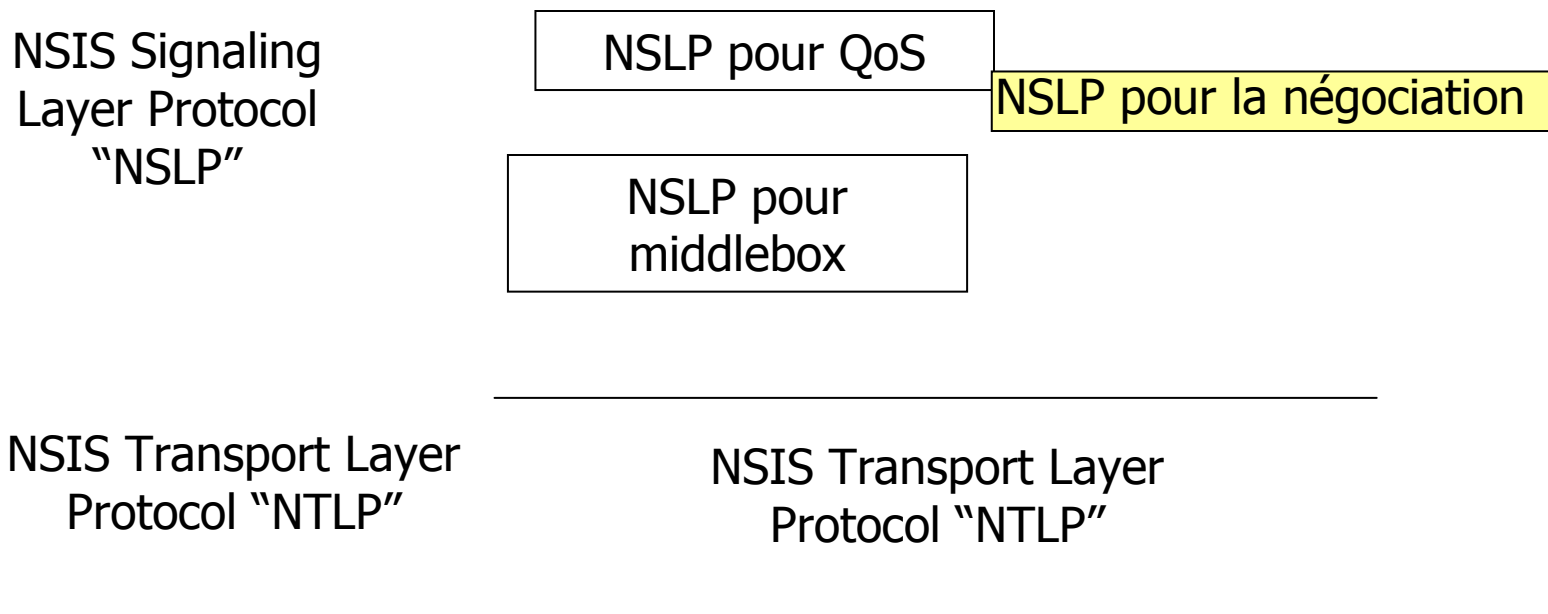 NSIS Signaling
Layer Protocol
“NSLP”
NSLP pour QoS
NSLP pour la négociation
NSLP pour
middlebox
NSIS Transport Layer
Protocol “NTLP”
NSIS Transport Layer
Protocol “NTLP”